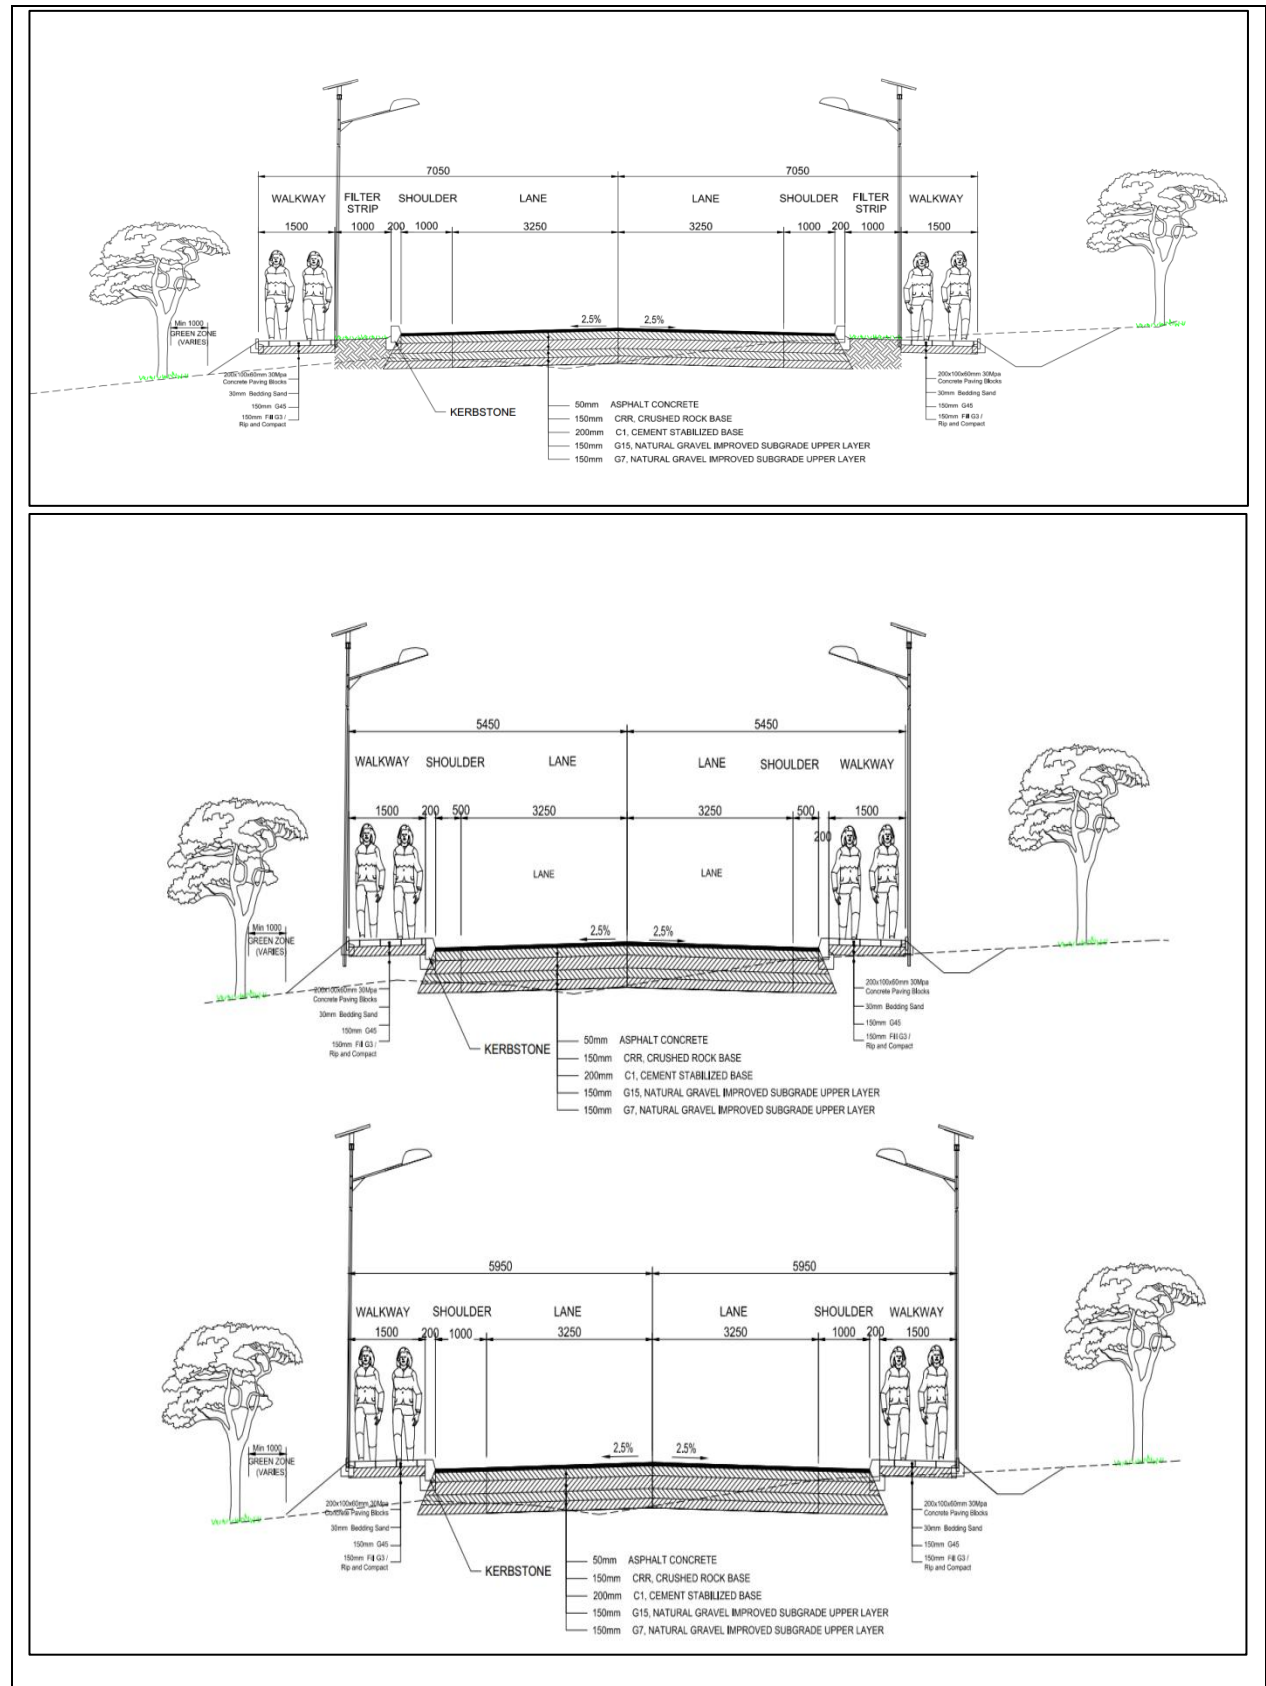 7050 7050
WALKWAY FILTER STRIP SHOULDER LANE LANE SHOULDER FILTER STRIP WALKWAY
1500 1000 200 1000 3250 3250 1000 200 1000 1500
Min 1000
GREEN ZONE
(VARIES)
2.5% 2.5%
200x100x60mm 30Mpa
Concrete Paving Blocks
30mm Bedding Sand
150mm G45
150mm Fill G3 /
Rip and Compact
KERBSTONE
50mm ASPHALT CONCRETE
150mm CRR, CRUSHED ROCK BASE
200mm C1, CEMENT STABILIZED BASE
150mm G15, NATURAL GRAVEL IMPROVED SUBGRADE UPPER LAYER
150mm G7, NATURAL GRAVEL IMPROVED SUBGRADE UPPER LAYER
200x100x60mm 30Mpa
Concrete Paving Blocks
30mm Bedding Sand
150mm G45
150mm Fill G3 /
Rip and Compact
5450 5450
WALKWAY SHOULDER LANE LANE SHOULDER WALKWAY
1500 200 500 3250 3250 500 1500
200
LANE LANE
Min 1000
GREEN ZONE
(VARIES)
2.5% 2.5%
200x100x60mm 30Mpa
Concrete Paving Blocks
30mm Bedding Sand
150mm G45
150mm Fill G3 /
Rip and Compact
KERBSTONE
50mm ASPHALT CONCRETE
150mm CRR, CRUSHED ROCK BASE
200mm C1, CEMENT STABILIZED BASE
150mm G15, NATURAL GRAVEL IMPROVED SUBGRADE UPPER LAYER
150mm G7, NATURAL GRAVEL IMPROVED SUBGRADE UPPER LAYER
200x100x60mm 30Mpa
Concrete Paving Blocks
30mm Bedding Sand
150mm G45
150mm Fill G3 /
Rip and Compact
5950 5950
WALKWAY SHOULDER LANE LANE SHOULDER WALKWAY
1500 200 1000 3250 3250 1000 200 1500
Min 1000
GREEN ZONE
(VARIES)
2.5% 2.5%
200x100x60mm 30Mpa
Concrete Paving Blocks
30mm Bedding Sand
150mm G45
150mm Fill G3 /
Rip and Compact
KERBSTONE
50mm ASPHALT CONCRETE
150mm CRR, CRUSHED ROCK BASE
200mm C1, CEMENT STABILIZED BASE
150mm G15, NATURAL GRAVEL IMPROVED SUBGRADE UPPER LAYER
150mm G7, NATURAL GRAVEL IMPROVED SUBGRADE UPPER LAYER
200x100x60mm 30Mpa
Concrete Paving Blocks
30mm Bedding Sand
150mm G45
150mm Fill G3 /
Rip and Compact